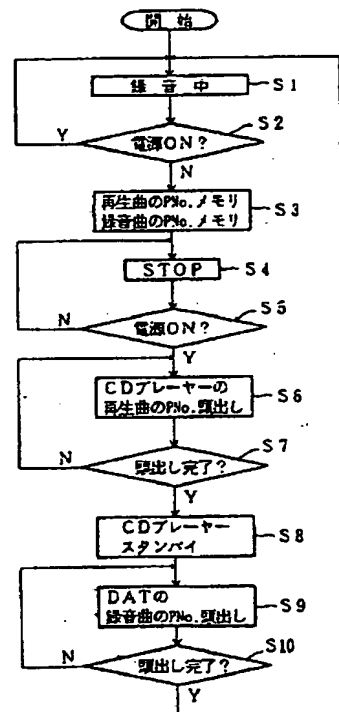 開始
録音中
S1
S2
Y
電源ON?
N
再生曲のPNo.メモリ
録音曲のPNo.メモリ
S3
STOP
S4
S5
N
電源ON?
Y
CDプレーヤーの
再生曲のPNo.頭出し
S6
S7
N
頭出し完了?
Y
CDプレーヤー
スタンバイ
S8
DATの
録音曲のPNo.頭出し
S9
S10
N
頭出し完了?
Y